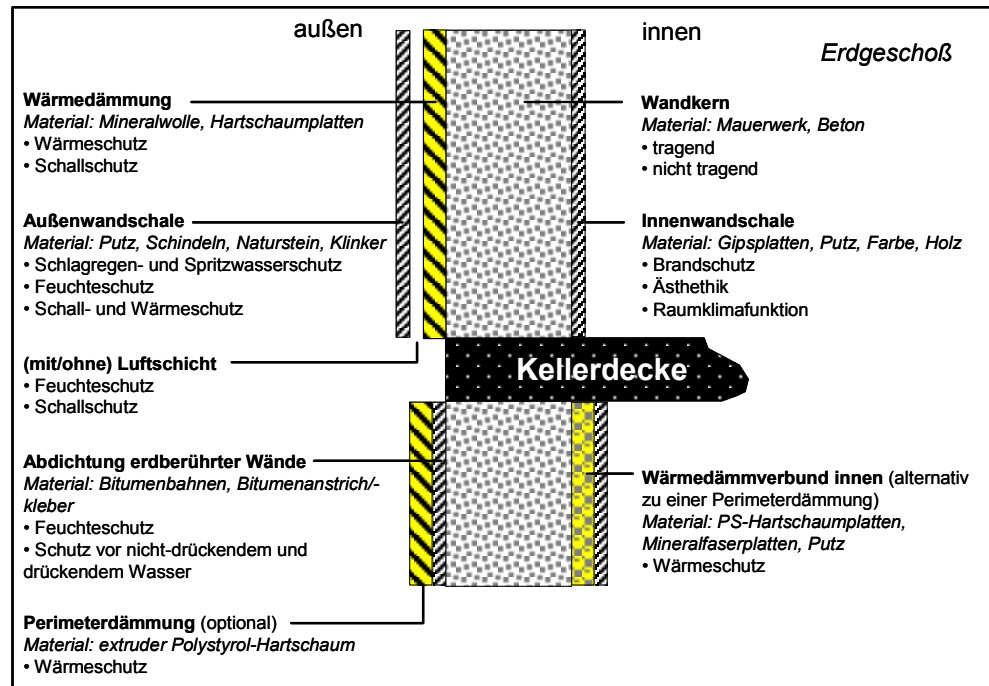 außen
innen
Erdgeschoß
Wärmedämmung
Material: Mineralwolle, Hartschaumplatten
• Wärmeschutz
• Schallschutz
Außenwandschale
Material: Putz, Schindeln, Naturstein, Klinker
• Schlagregen- und Spritzwasserschutz
• Feuchteschutz
• Schall- und Wärmeschutz
(mit/ohne) Luftschicht
• Feuchteschutz
• Schallschutz
Abdichtung erdberührter Wände
Material: Bitumenbahnen, Bitumenanstrich/-
kleber
• Feuchteschutz
• Schutz vor nicht-drückendem und
drückendem Wasser
Perimeterdämmung (optional)
Material: extruder Polystyrol-Hartschaum
• Wärmeschutz
Wandkern
Material: Mauerwerk, Beton
• tragend
• nicht tragend
Innenwandschale
Material: Gipsplatten, Putz, Farbe, Holz
• Brandschutz
• Ästhethik
• Raumklimafunktion
Kellerdecke
Wärmedämmverbund innen (alternativ
zu einer Perimeterdämmung)
Material: PS-Hartschaumplatten,
Mineralfaserplatten, Putz
• Wärmeschutz